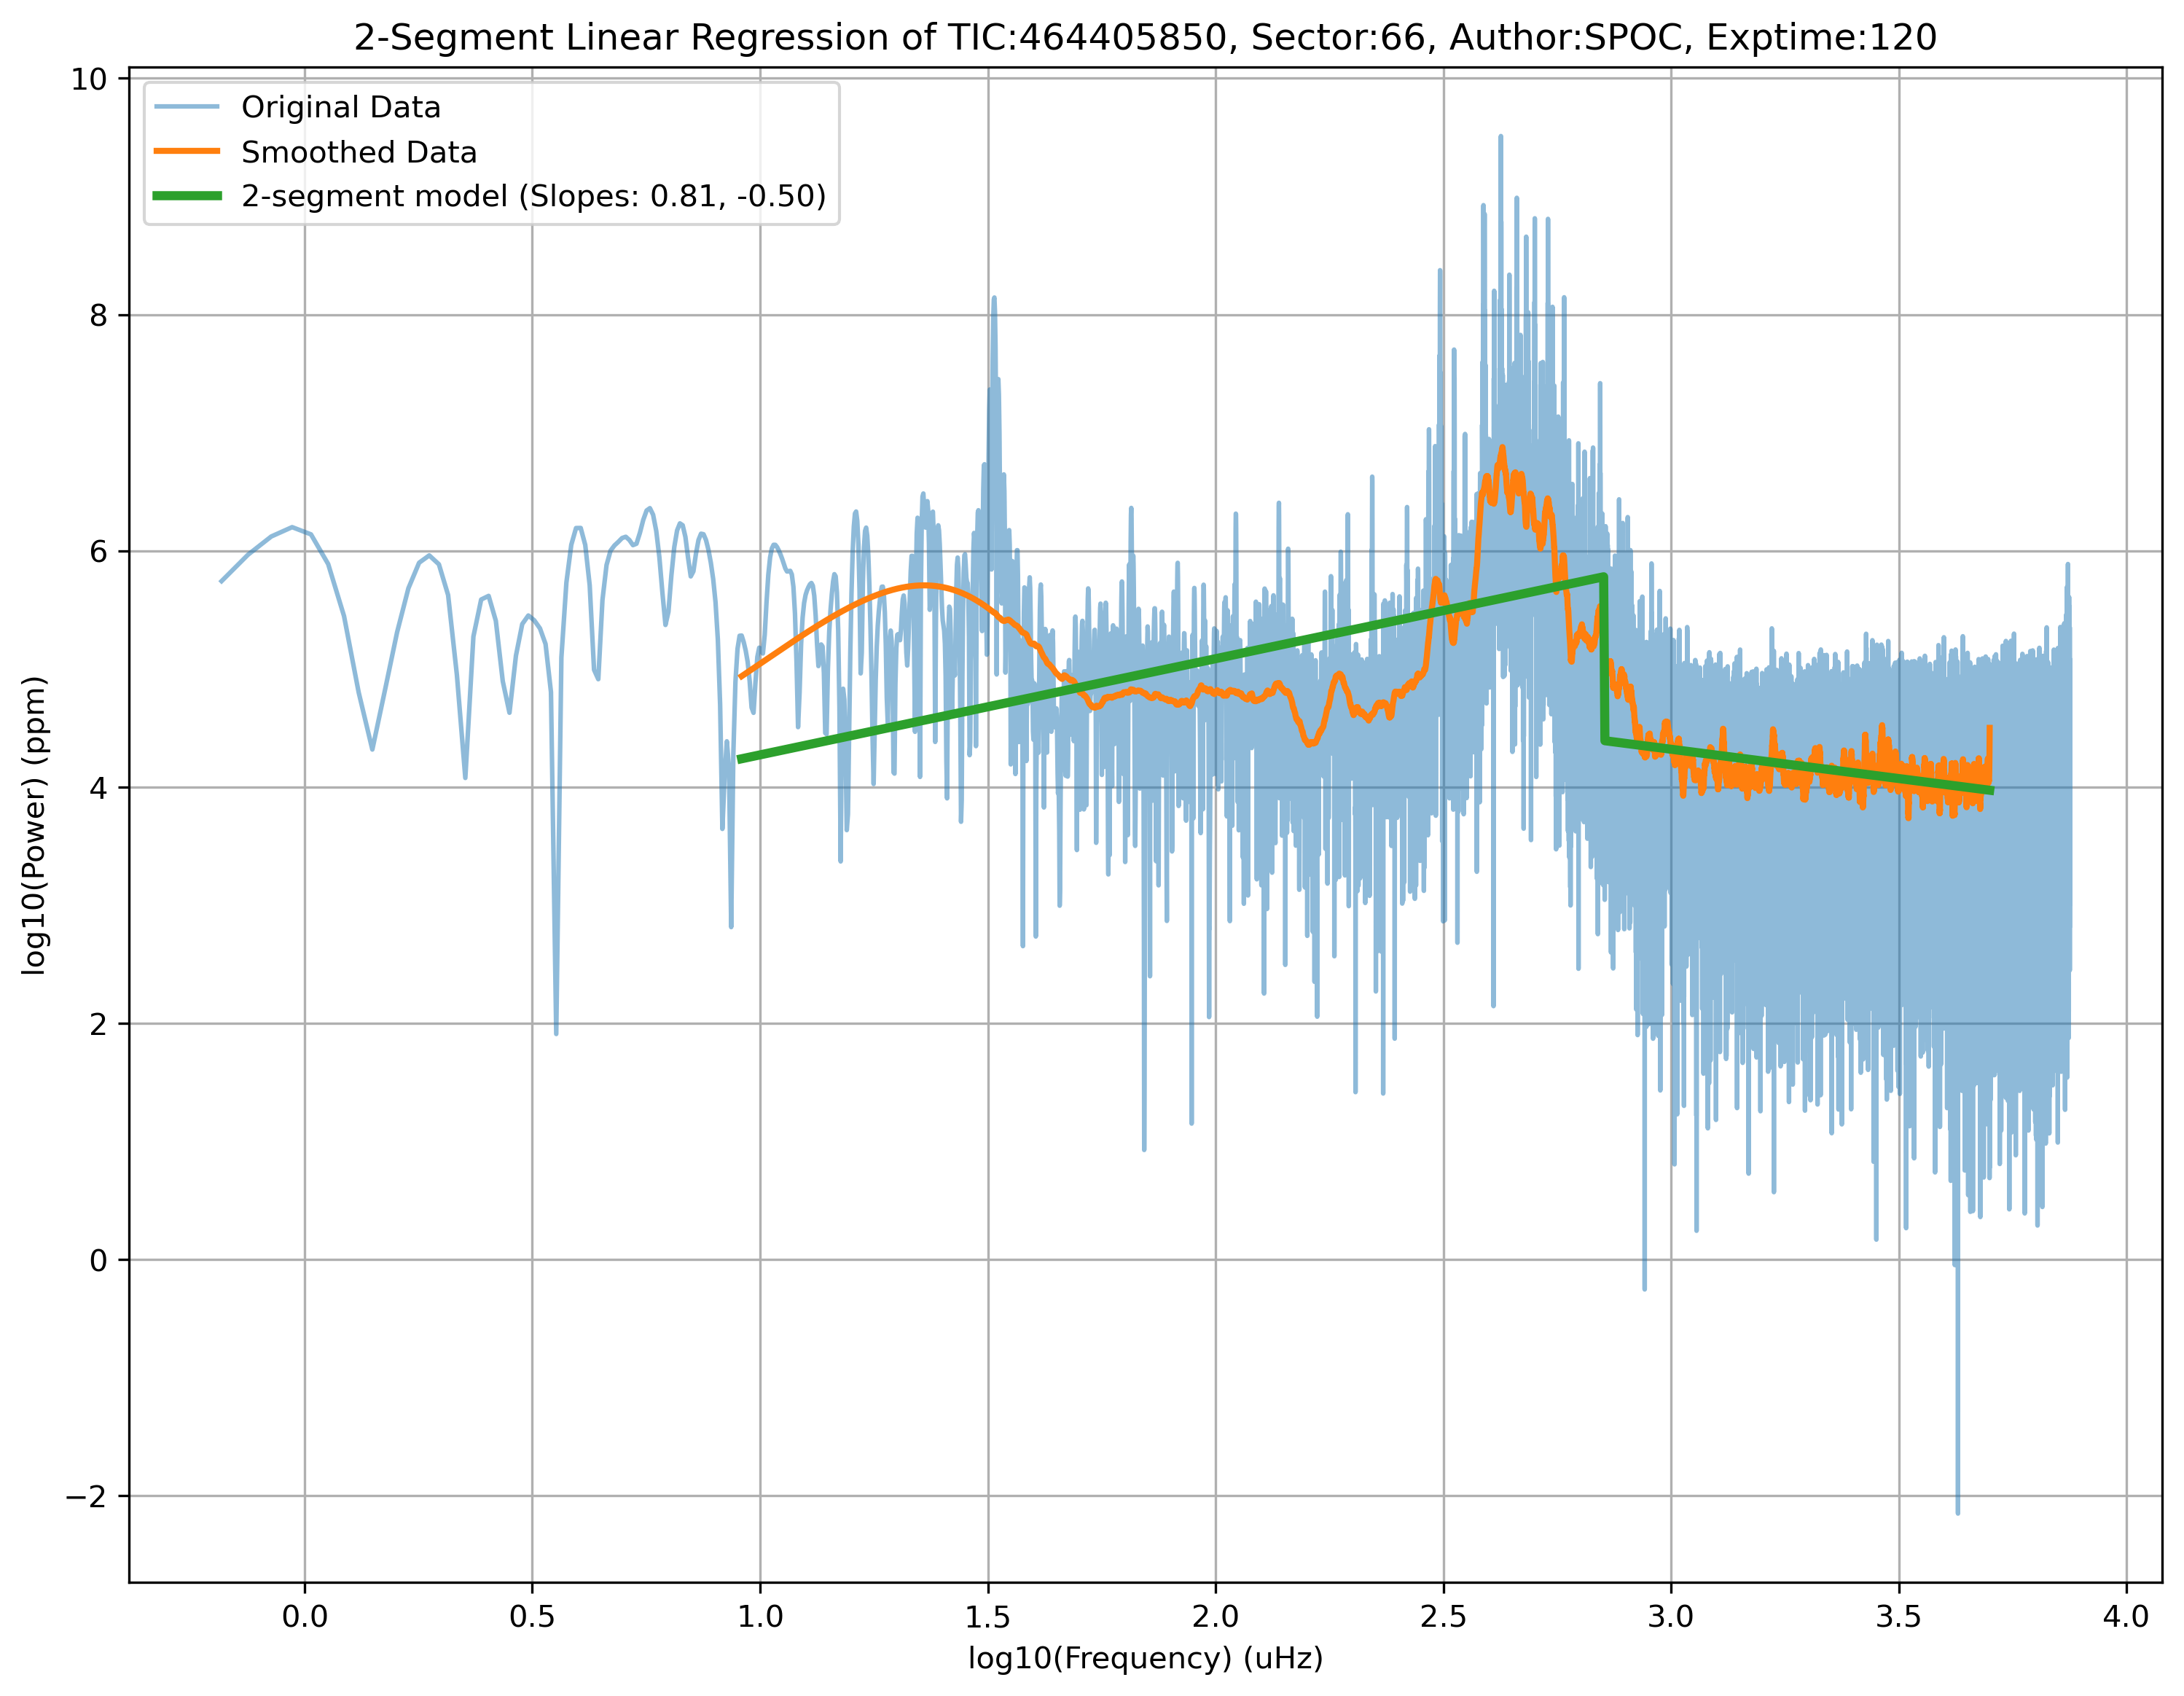 2-Segment Linear Regression of TIC:464405850, Sector:66, Author:SPOC, Exptime:120
Original Data
Smoothed Data
2-segment model (Slopes: 0.81, -0.50)
log10(Power) (ppm)
10
8
6
4
2
0
−2
0.0 0.5 1.0 1.5 2.0 2.5 3.0 3.5 4.0
log10(Frequency) (uHz)